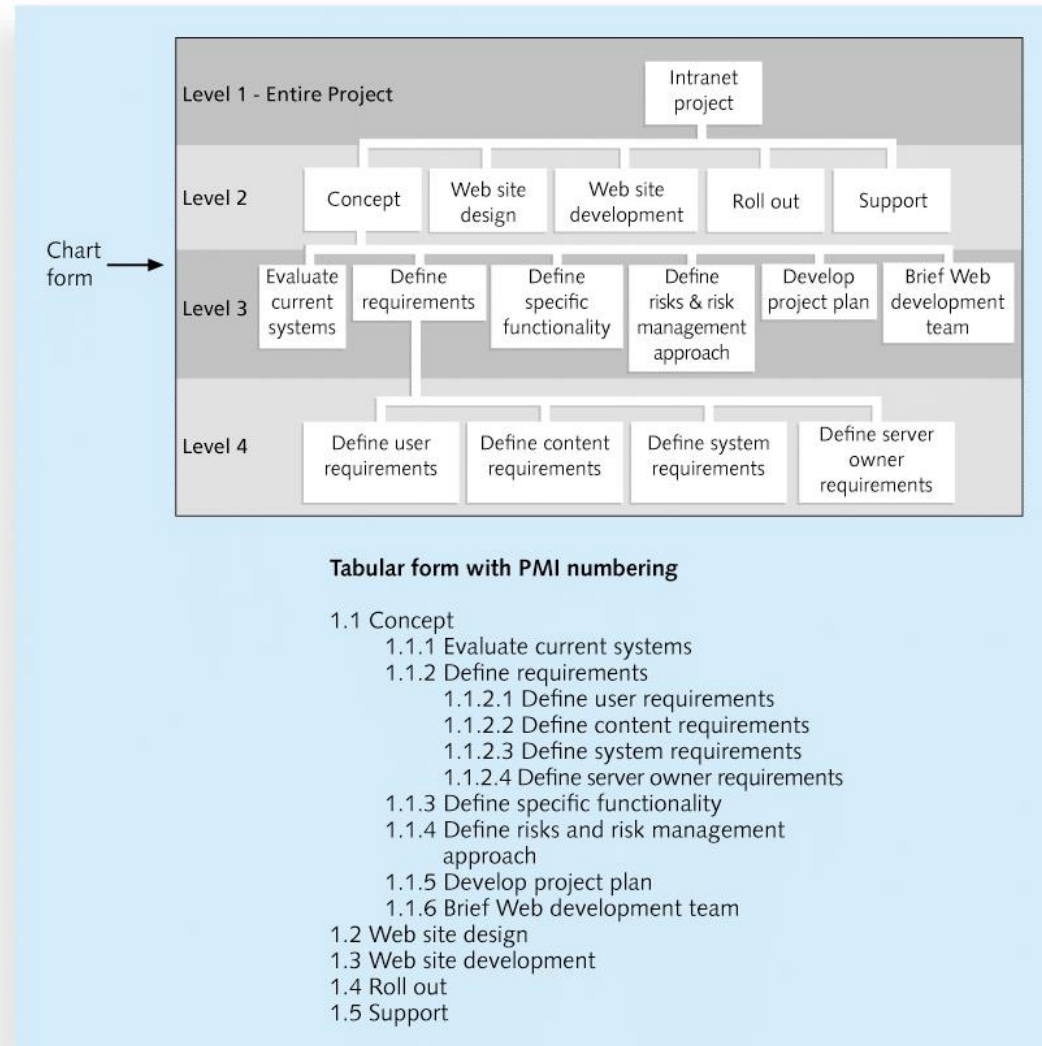 Level 1 - Entire Project
Intranet
project
Level 2
Concept
Web site
design
Web site
development
Roll out
Support
Chart
form
Level 3
Evaluate
current
systems
Define
requirements
Define
specific
functionality
Define
risks & risk
management
approach
Develop
project plan
Brief Web
development
team
Level 4
Define user
requirements
Define content
requirements
Define system
requirements
Define server
owner
requirements
Tabular form with PMI numbering
1.1 Concept
1.1.1 Evaluate current systems
1.1.2 Define requirements
1.1.2.1 Define user requirements
1.1.2.2 Define content requirements
1.1.2.3 Define system requirements
1.1.2.4 Define server owner requirements
1.1.3 Define specific functionality
1.1.4 Define risks and risk management
approach
1.1.5 Develop project plan
1.1.6 Brief Web development team
1.2 Web site design
1.3 Web site development
1.4 Roll out
1.5 Support